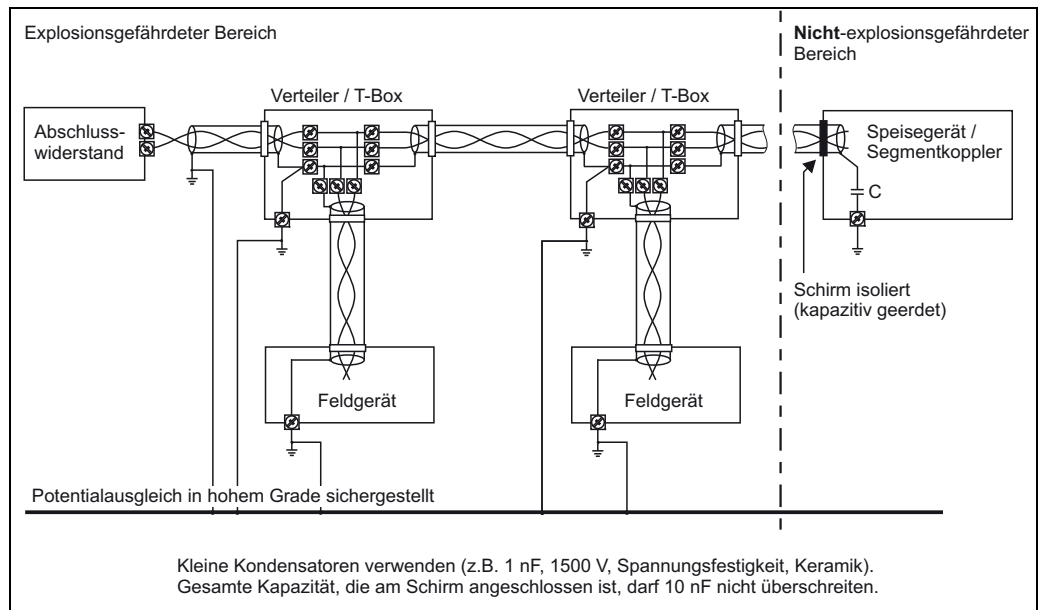 Explosionsgefährdeter Bereich
Nicht-explosionsgefährdeter
Bereich
Verteiler / T-Box
Verteiler / T-Box
Abschluss-
widerstand
Speisegerät /
Segmentkoppler
C
Schirm isoliert
(kapazitiv geerdet)
Feldgerät
Feldgerät
Potentialausgleich in hohem Grade sichergestellt
Kleine Kondensatoren verwenden (z.B. 1 nF, 1500 V, Spannungsfestigkeit, Keramik).
Gesamte Kapazität, die am Schirm angeschlossen ist, darf 10 nF nicht überschreiten.